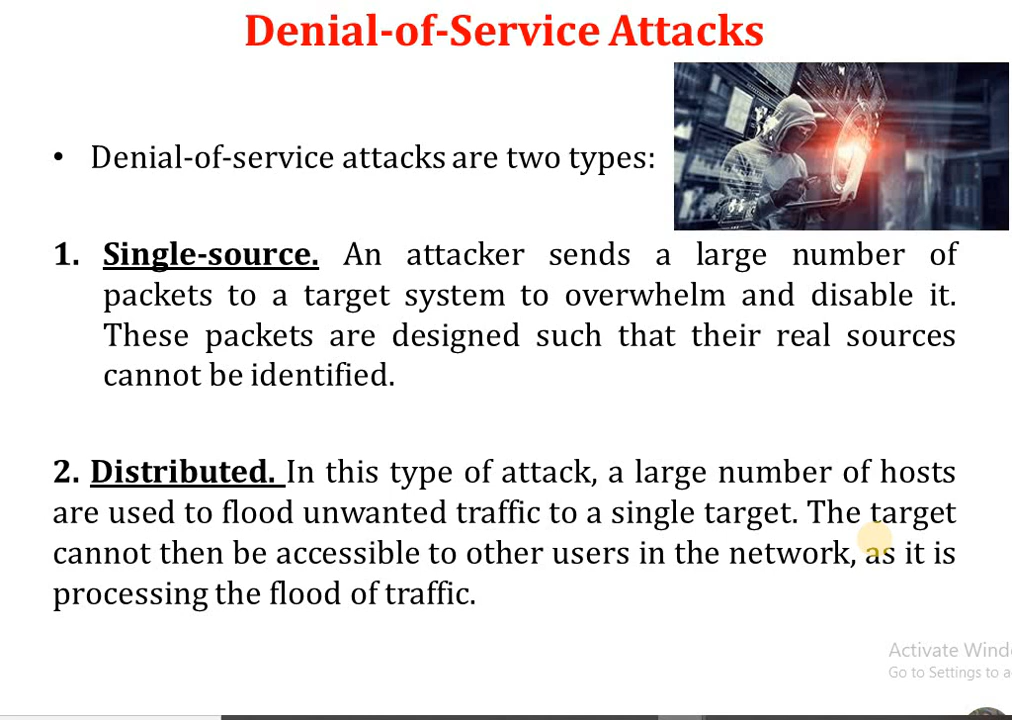 Denial-of-Service Attacks
• Denial-of-service attacks are two types:
1. Single-source. An attacker sends a large number of
packets to a target system to overwhelm and disable it.
These packets are designed such that their real sources
cannot be identified.
2. Distributed. In this type of attack, a large number of hosts
are used to flood unwanted traffic to a single target. The target
cannot then be accessible to other users in the network, as it is
processing the flood of traffic.
Activate Wind
Go to Settings to a